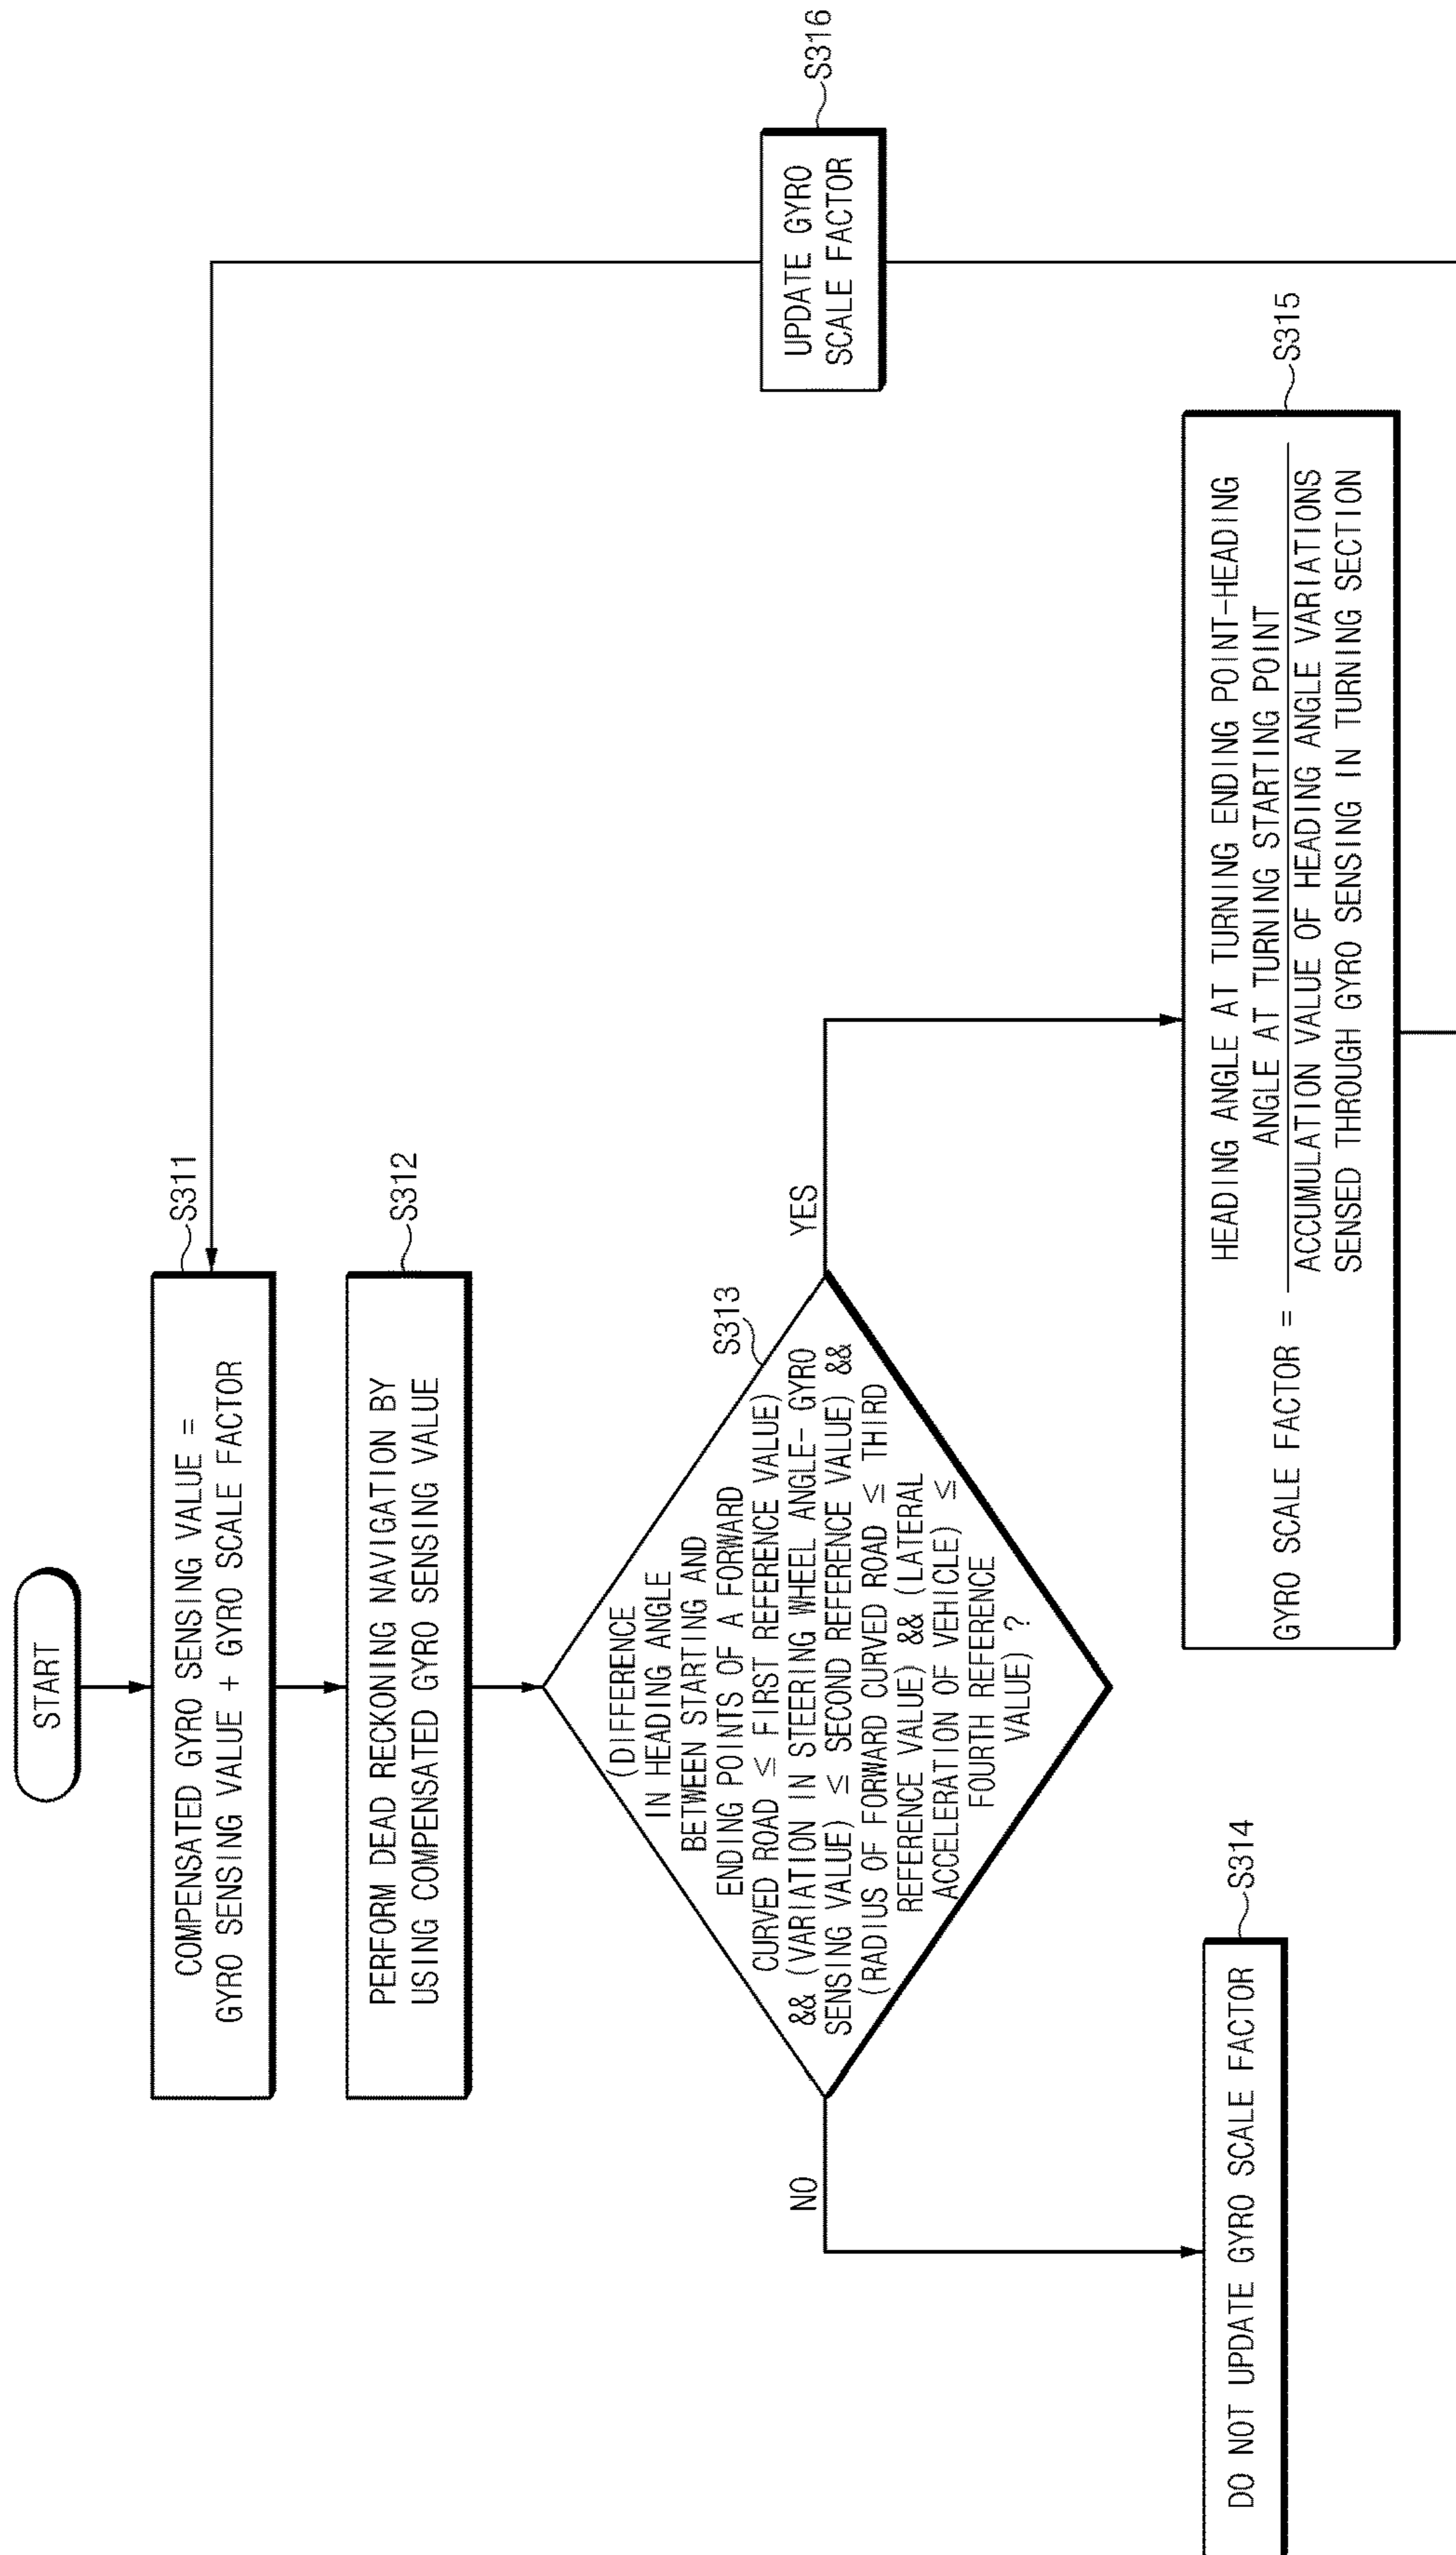 START
COMPENSATED GYRO SENSING VALUE =
GYRO SENSING VALUE + GYRO SCALE FACTOR
S311
PERFORM DEAD RECKONING NAVIGATION BY
USING COMPENSATED GYRO SENSING VALUE
S312
(DIFFERENCE
IN HEADING ANGLE
BETWEEN STARTING AND
ENDING POINTS OF A FORWARD
CURVED ROAD ≤ FIRST REFERENCE VALUE)
&& (VARIATION IN STEERING WHEEL ANGLE- GYRO
SENSING VALUE) ≤ SECOND REFERENCE VALUE) &&
(RADIUS OF FORWARD CURVED ROAD ≤ THIRD
REFERENCE VALUE) && (LATERAL
ACCELERATION OF VEHICLE) ≤
FOURTH REFERENCE
VALUE) ?
S313
NO
YES
DO NOT UPDATE GYRO SCALE FACTOR
S314
GYRO SCALE FACTOR =
HEADING ANGLE AT TURNING ENDING POINT-HEADING
ANGLE AT TURNING STARTING POINT
ACCUMULATION VALUE OF HEADING ANGLE VARIATIONS
SENSED THROUGH GYRO SENSING IN TURNING SECTION
S315
UPDATE GYRO
SCALE FACTOR
S316